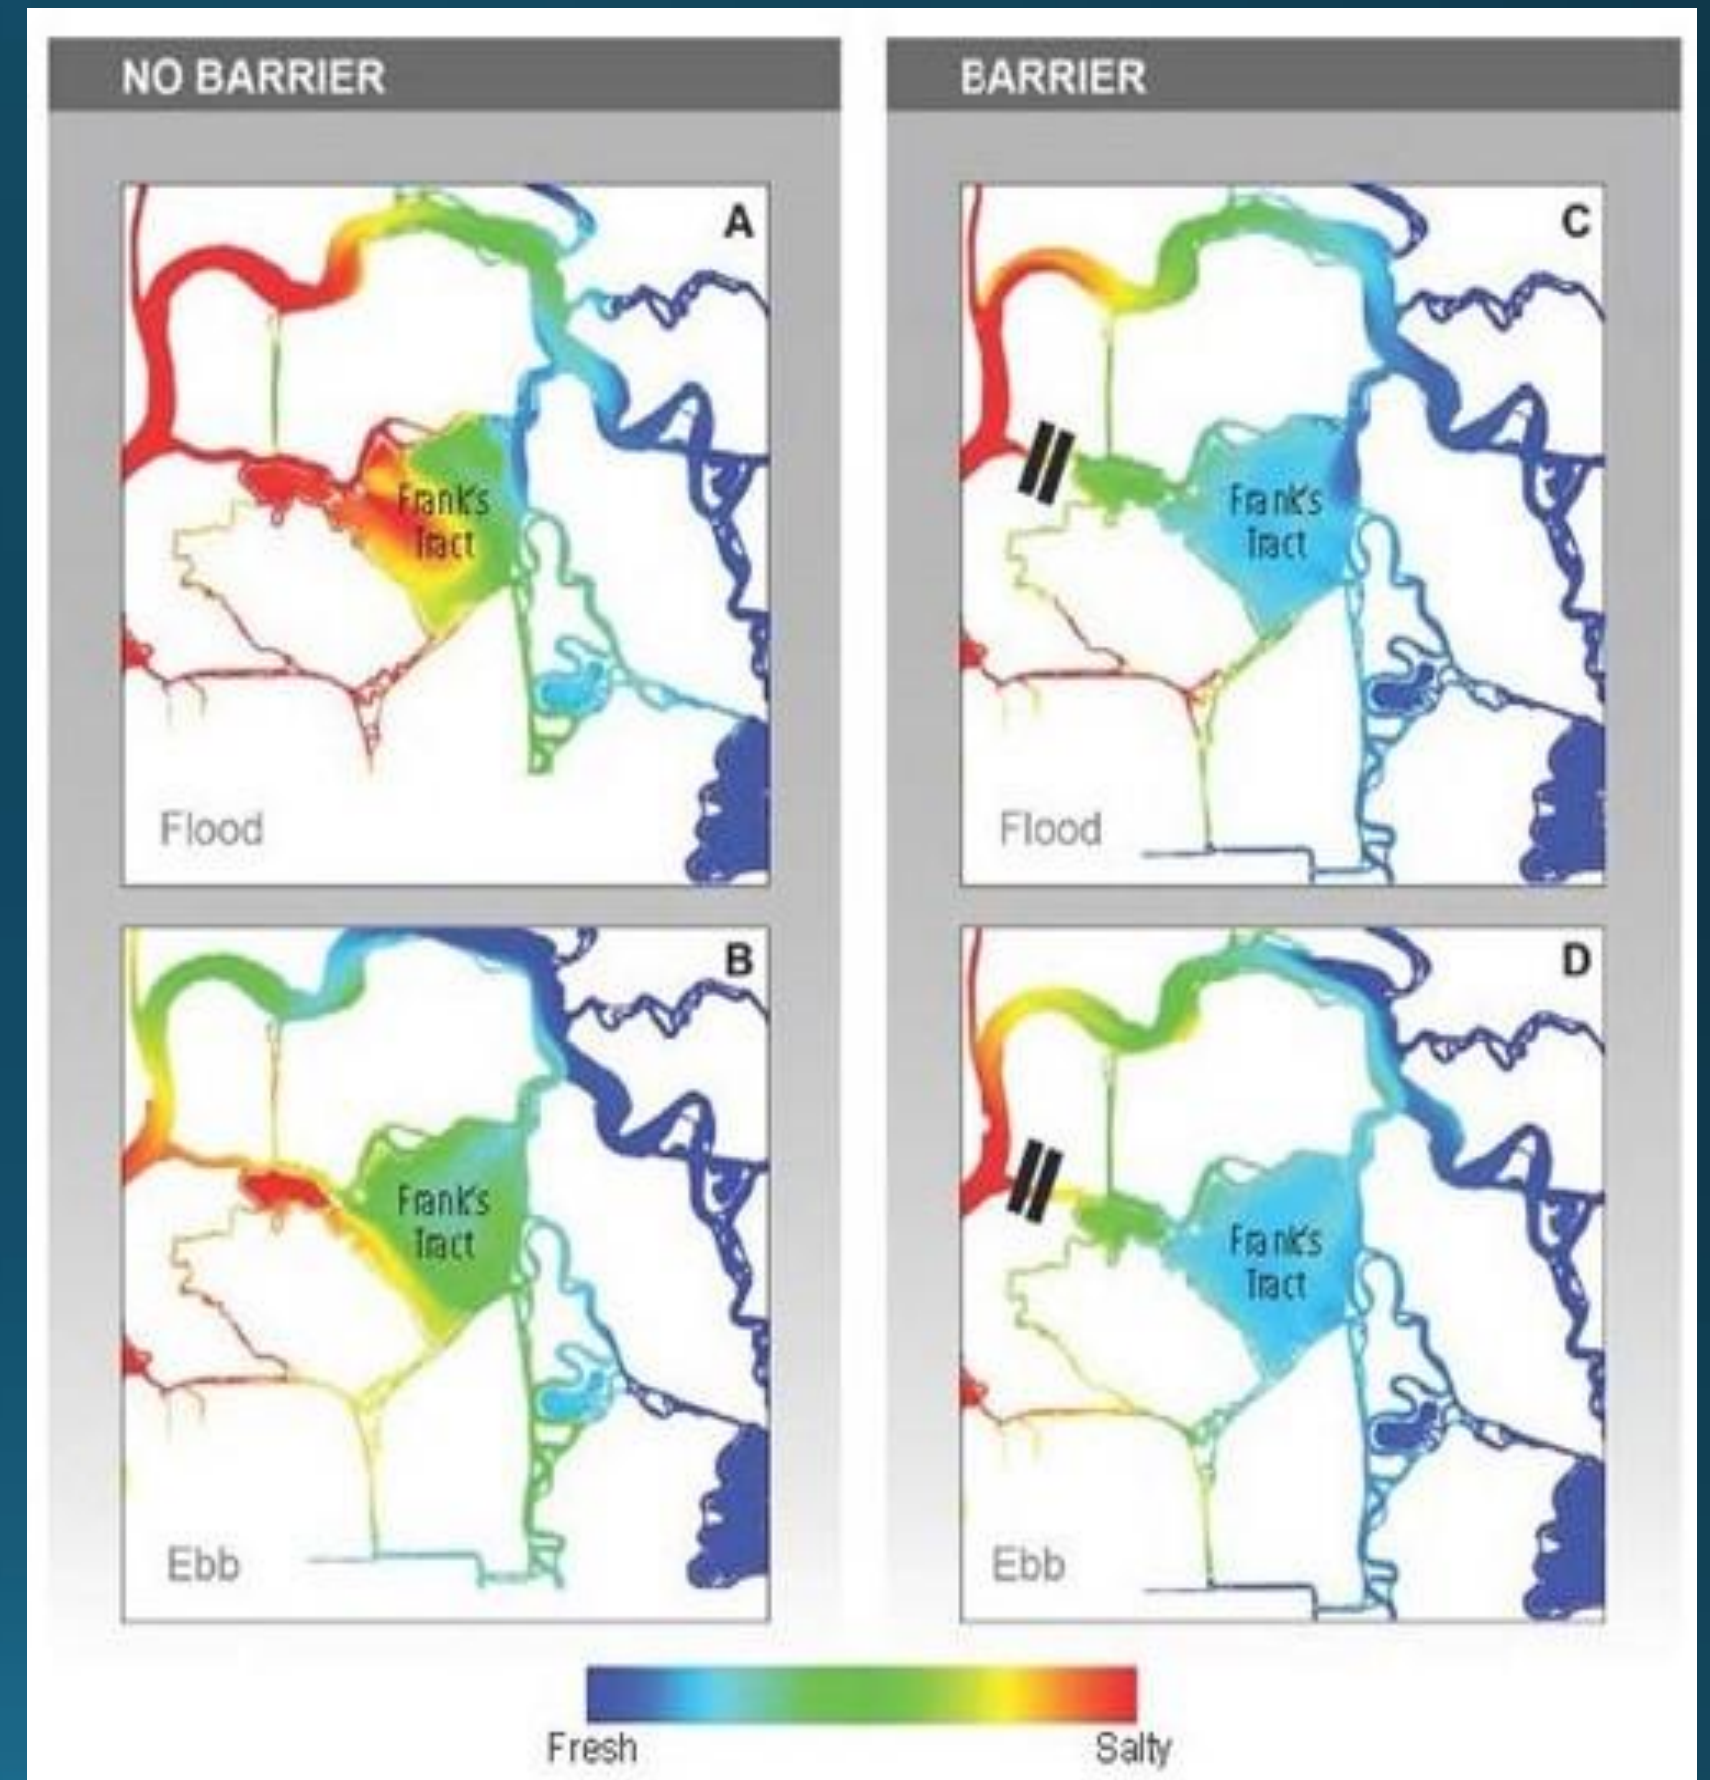 NO BARRIER
BARRIER
A
Frank's
Tract
Flood
C
Frank's
Tract
Flood
B
Frank's
Tract
Ebb
D
Frank's
Tract
Ebb
Fresh
Salty